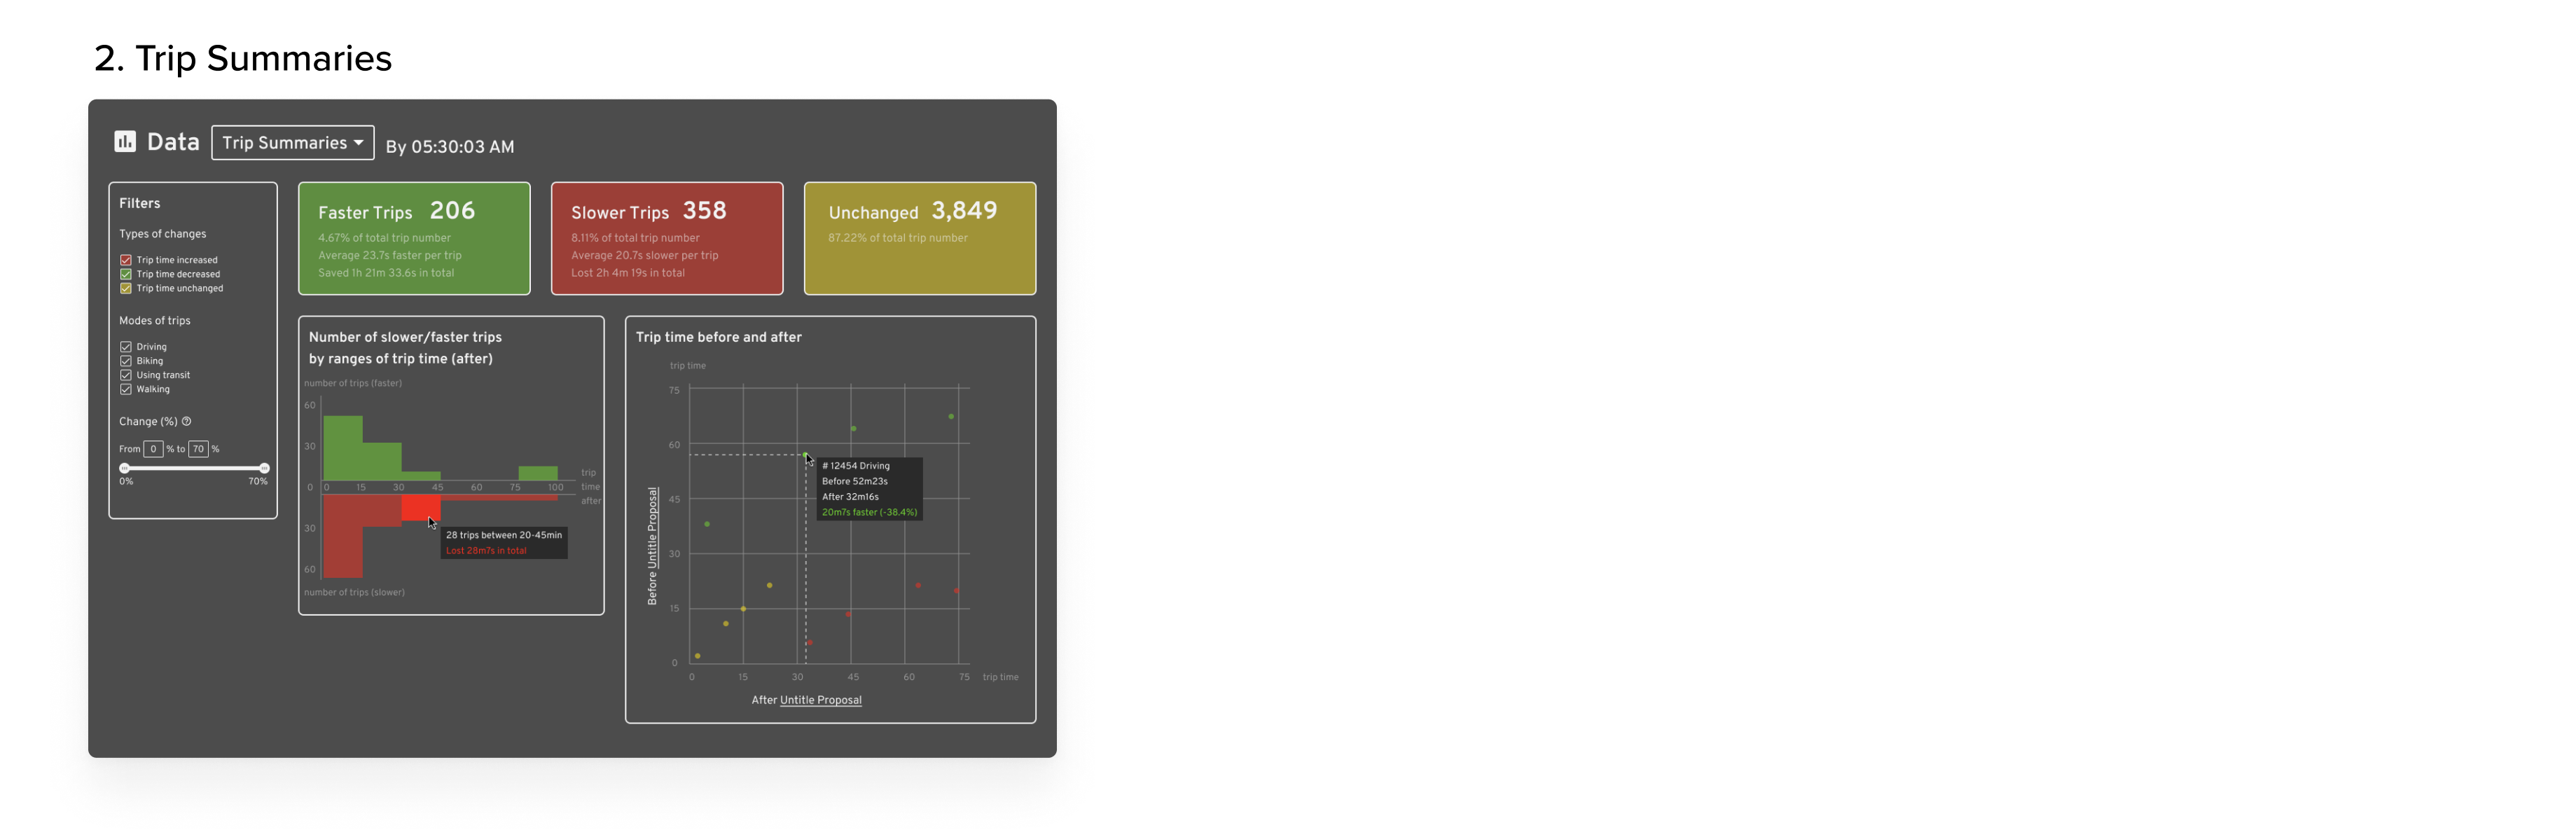 2. Trip Summaries
Data
Trip Summaries
By 05:30:03 AM
Filters
Types of changes
Trip time increased
Trip time decreased
Trip time unchanged
Modes of trips
Driving
Biking
Using transit
Walking
Change (%)
From 0 % to 70 %
0% 70%
Faster Trips 206
4.67% of total trip number
Average 23.7s faster per trip
Saved 1h 21m 33.6s in total
Slower Trips 358
8.11% of total trip number
Average 20.7s slower per trip
Lost 2h 4m 19s in total
Unchanged 3,849
87.22% of total trip number
Number of slower/faster trips
by ranges of trip time (after)
number of trips (faster)
60
30
0 0 15 30 45 60 75 100
trip
time
after
30
60
28 trips between 20-45min
Lost 28m7s in total
number of trips (slower)
Trip time before and after
trip time
75
60
45
30
15
0
Before Untitle Proposal
# 12454 Driving
Before 52m23s
After 32m16s
20m7s faster (-38.4%)
0 15 30 45 60 75 trip time
After Untitle Proposal